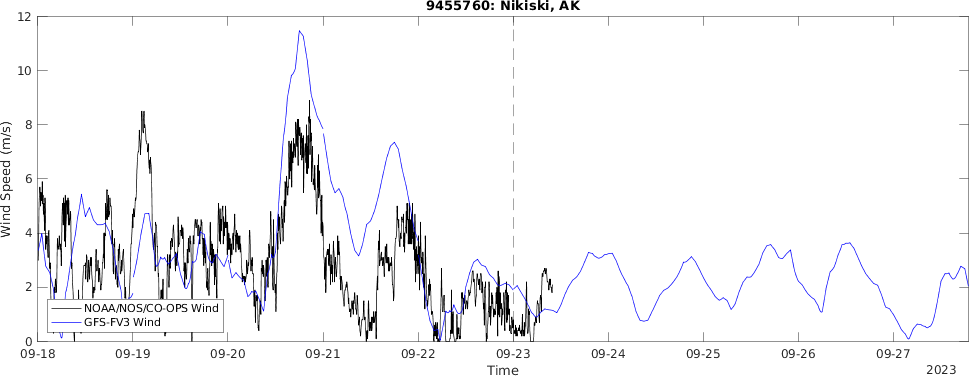 9455760: Nikiski, AK
12
10
8
6
4
2
0
Wind Speed (m/s)
NOAA/NOS/CO-OPS Wind
GFS-FV3 Wind
09-18 09-19 09-20 09-21 09-22 09-23 09-24 09-25 09-26 09-27
Time
2023